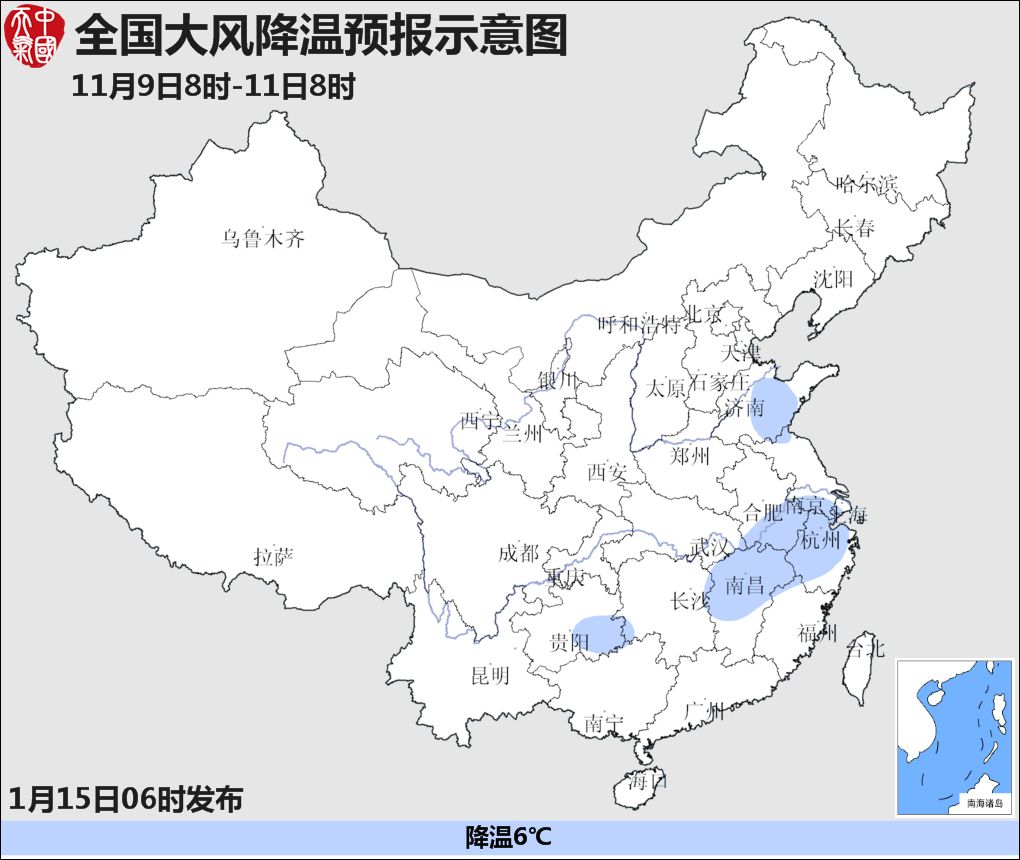 中國
天氣
全国大风降温预报示意图
11月9日8时-11日8时
哈尔滨
长春
乌鲁木齐
沈阳
呼和浩特
北京
天津
银川
太原
石家庄
济南
西宁
兰州
郑州
西安
合肥
南京
上海
杭州
武汉
成都
拉萨
重庆
南昌
长沙
贵阳
福州
台北
昆明
南宁
广州
海口
南海诸岛
1月15日06时发布
降温6℃